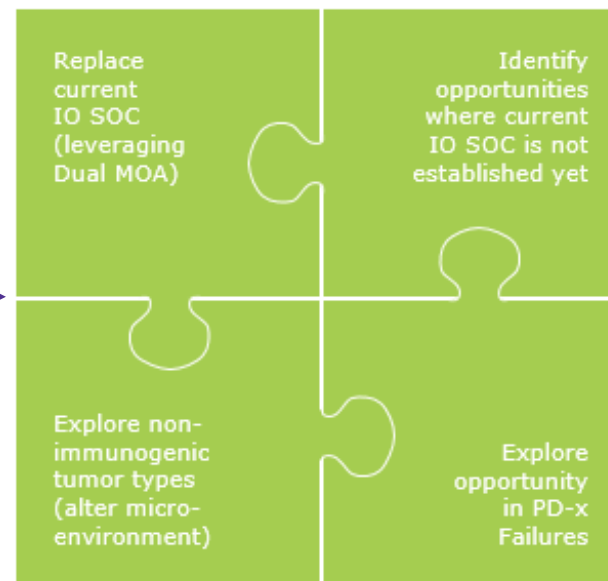 Replace
current
IO SOC
(leveraging
Dual MOA)
Identify
opportunities
where current
IO SOC is not
established yet
Explore non-
immunogenic
tumor types
(alter micro-
environment)
Explore
opportunity
in PD-x
Failures